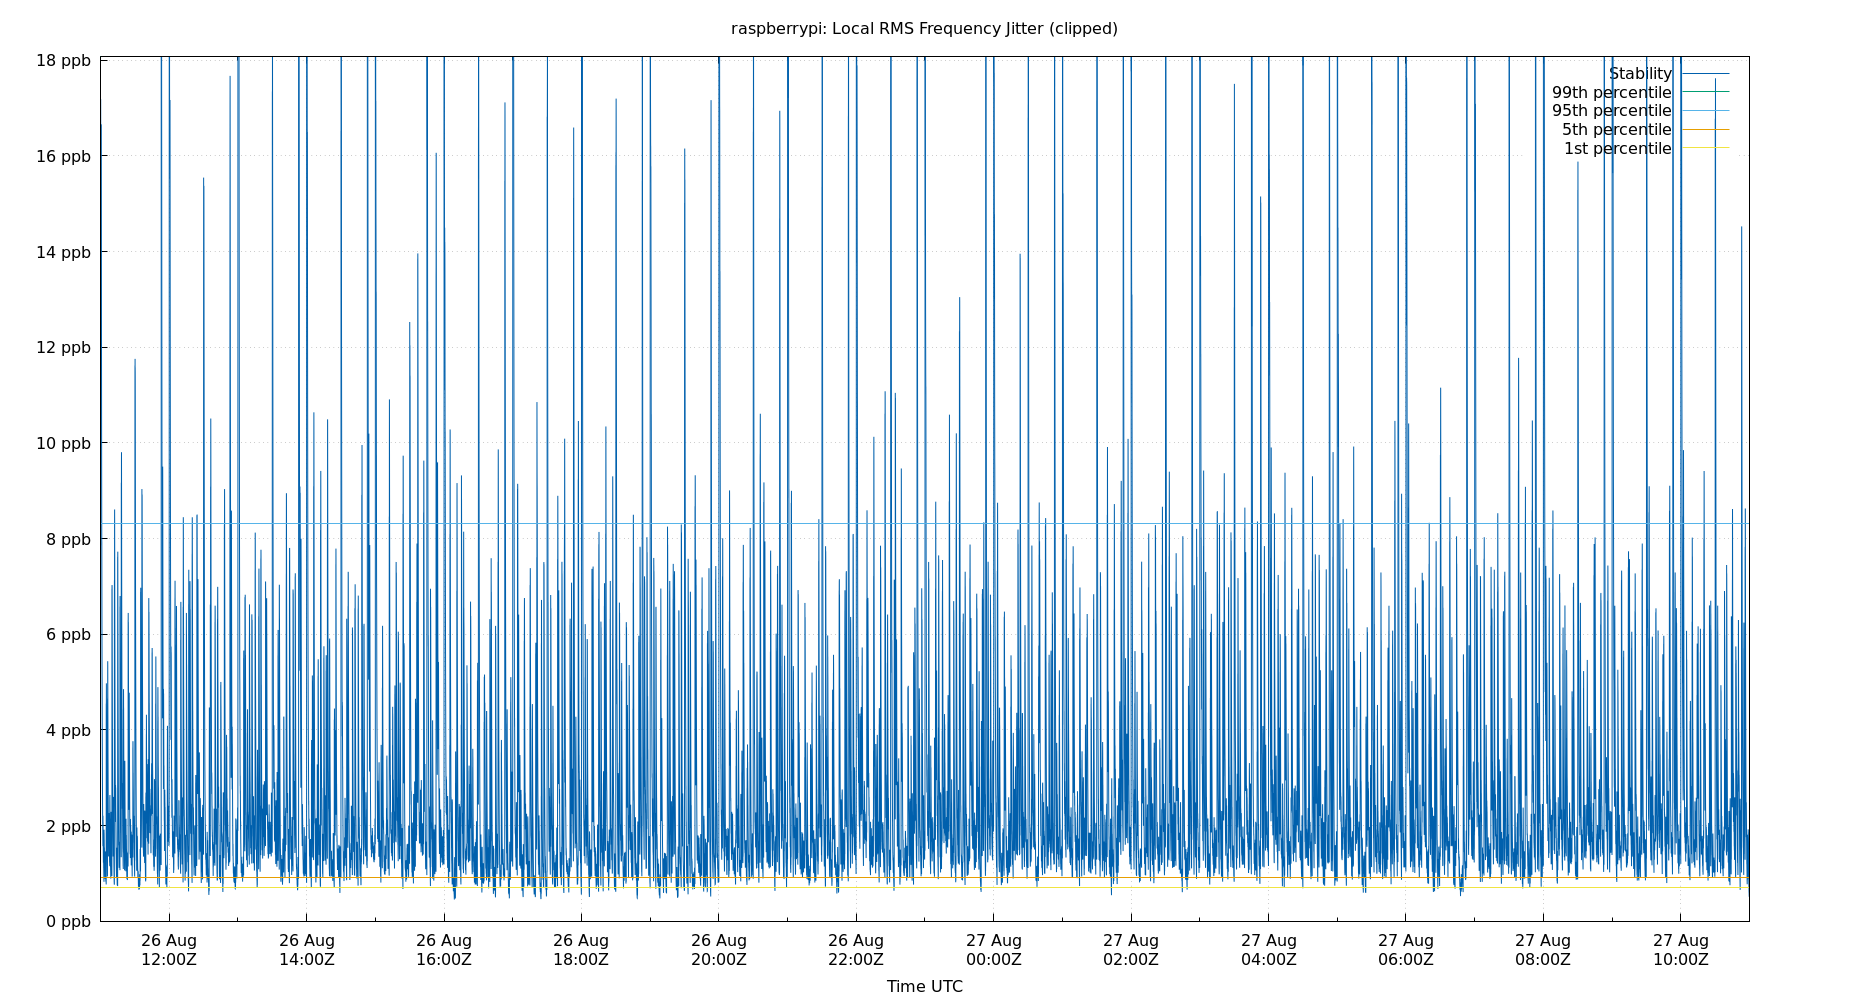 raspberrypi: Local RMS Frequency Jitter (clipped)
18 ppb
16 ppb
14 ppb
12 ppb
10 ppb
8 ppb
6 ppb
4 ppb
2 ppb
0 ppb
Stability
99th percentile
95th percentile
5th percentile
1st percentile
26 Aug 26 Aug 26 Aug 26 Aug 26 Aug 26 Aug 27 Aug 27 Aug 27 Aug 27 Aug 27 Aug 27 Aug
12:00Z 14:00Z 16:00Z 18:00Z 20:00Z 22:00Z 00:00Z 02:00Z 04:00Z 06:00Z 08:00Z 10:00Z
Time UTC